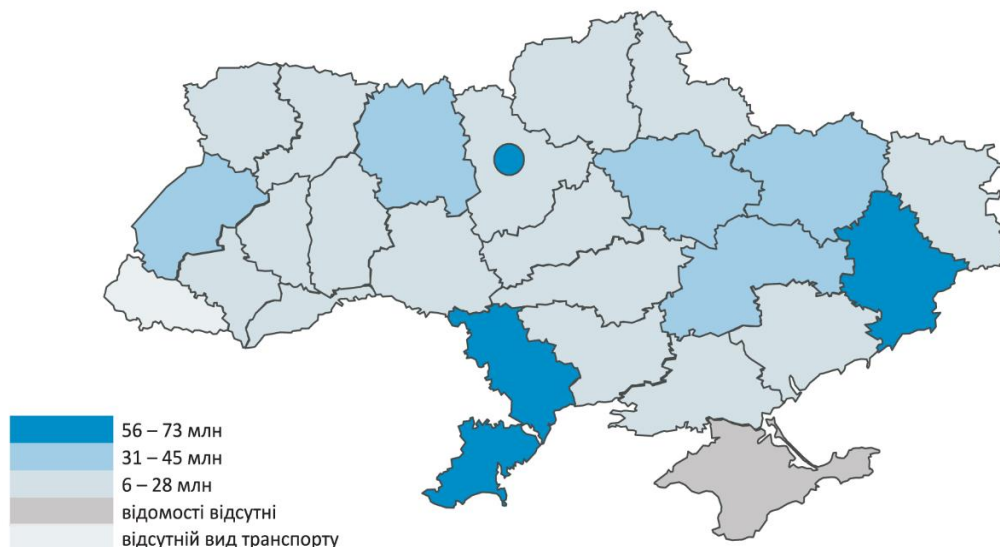 56 – 73 млн
31 – 45 млн
6 – 28 млн
відомості відсутні
відсутній вид транспорту